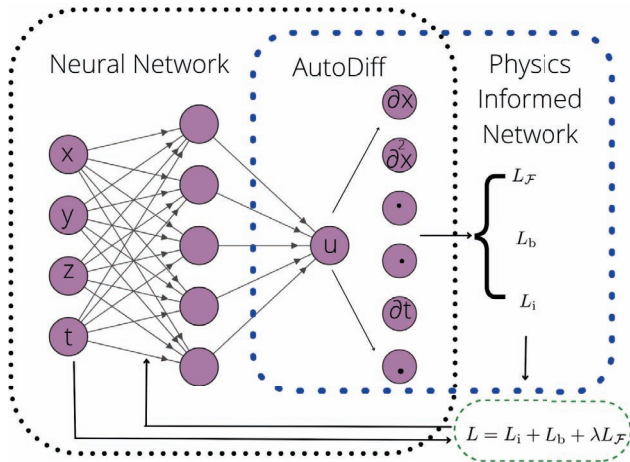 Neural Network
AutoDiff
Physics
Informed
Network
x
y
z
t
u
∂x
∂²x
∂t
L_ℱ
L_b
L_i
L = L_i + L_b + λL_ℱ